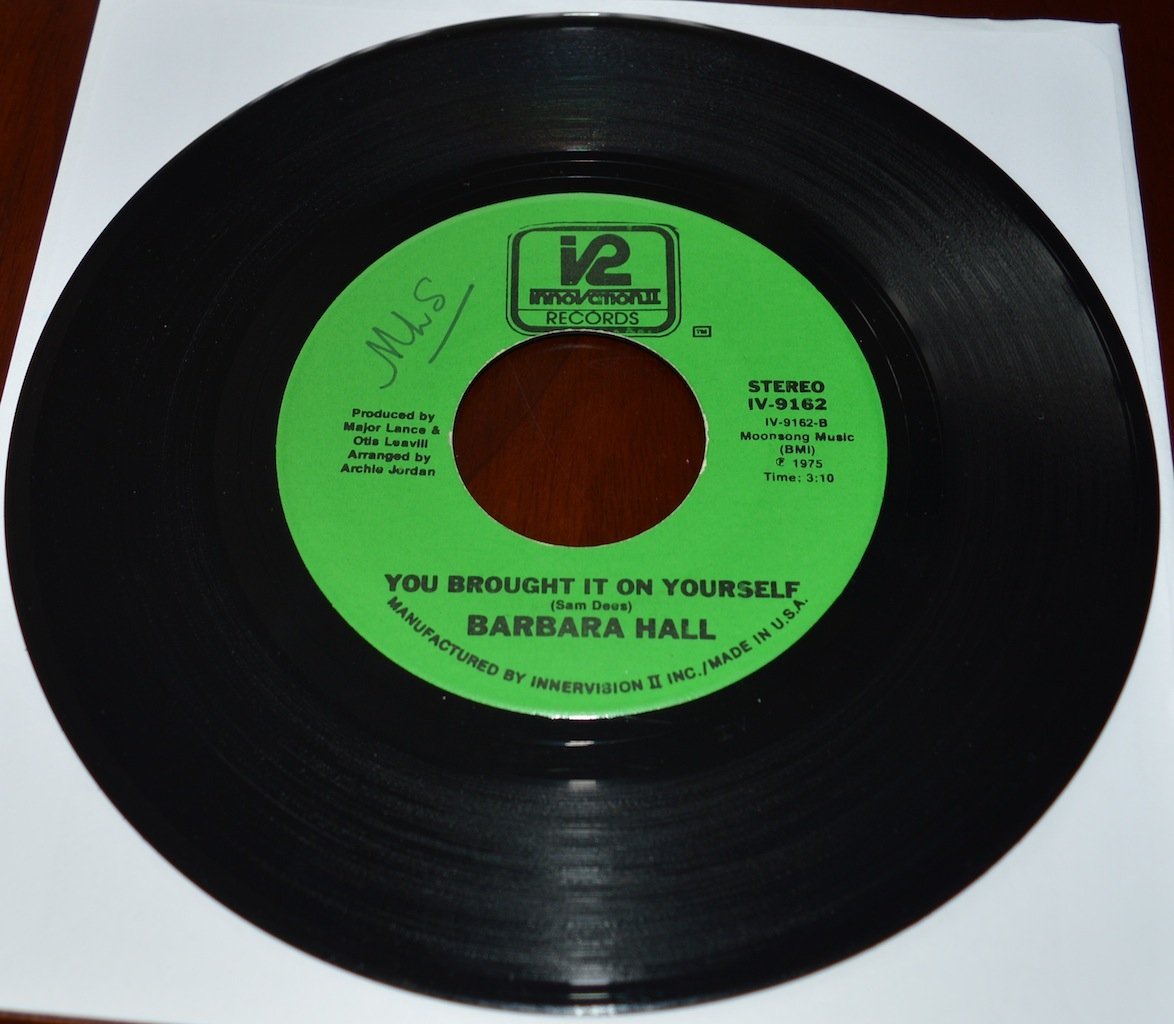 i2
innovation II
RECORDS
TM
MLS
STEREO
IV-9162
IV-9162-B
Moonsong Music
(BMI)
℗ 1975
Time: 3:10
Produced by
Major Lance &
Otis Leavill
Arranged by
Archie Jordan
YOU BROUGHT IT ON YOURSELF
(Sam Dees)
BARBARA HALL
MANUFACTURED BY INNERVISION II INC./MADE IN U.S.A.